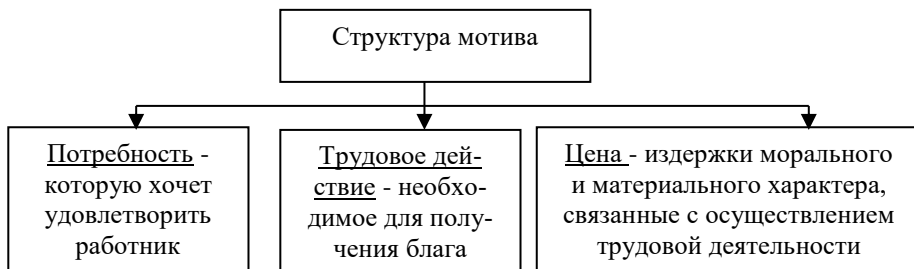 Структура мотива
Потребность -
которую хочет
удовлетворить
работник
Трудовое дей-
ствие - необхо-
димое для полу-
чения блага
Цена - издержки морального
и материального характера,
связанные с осуществлением
трудовой деятельности